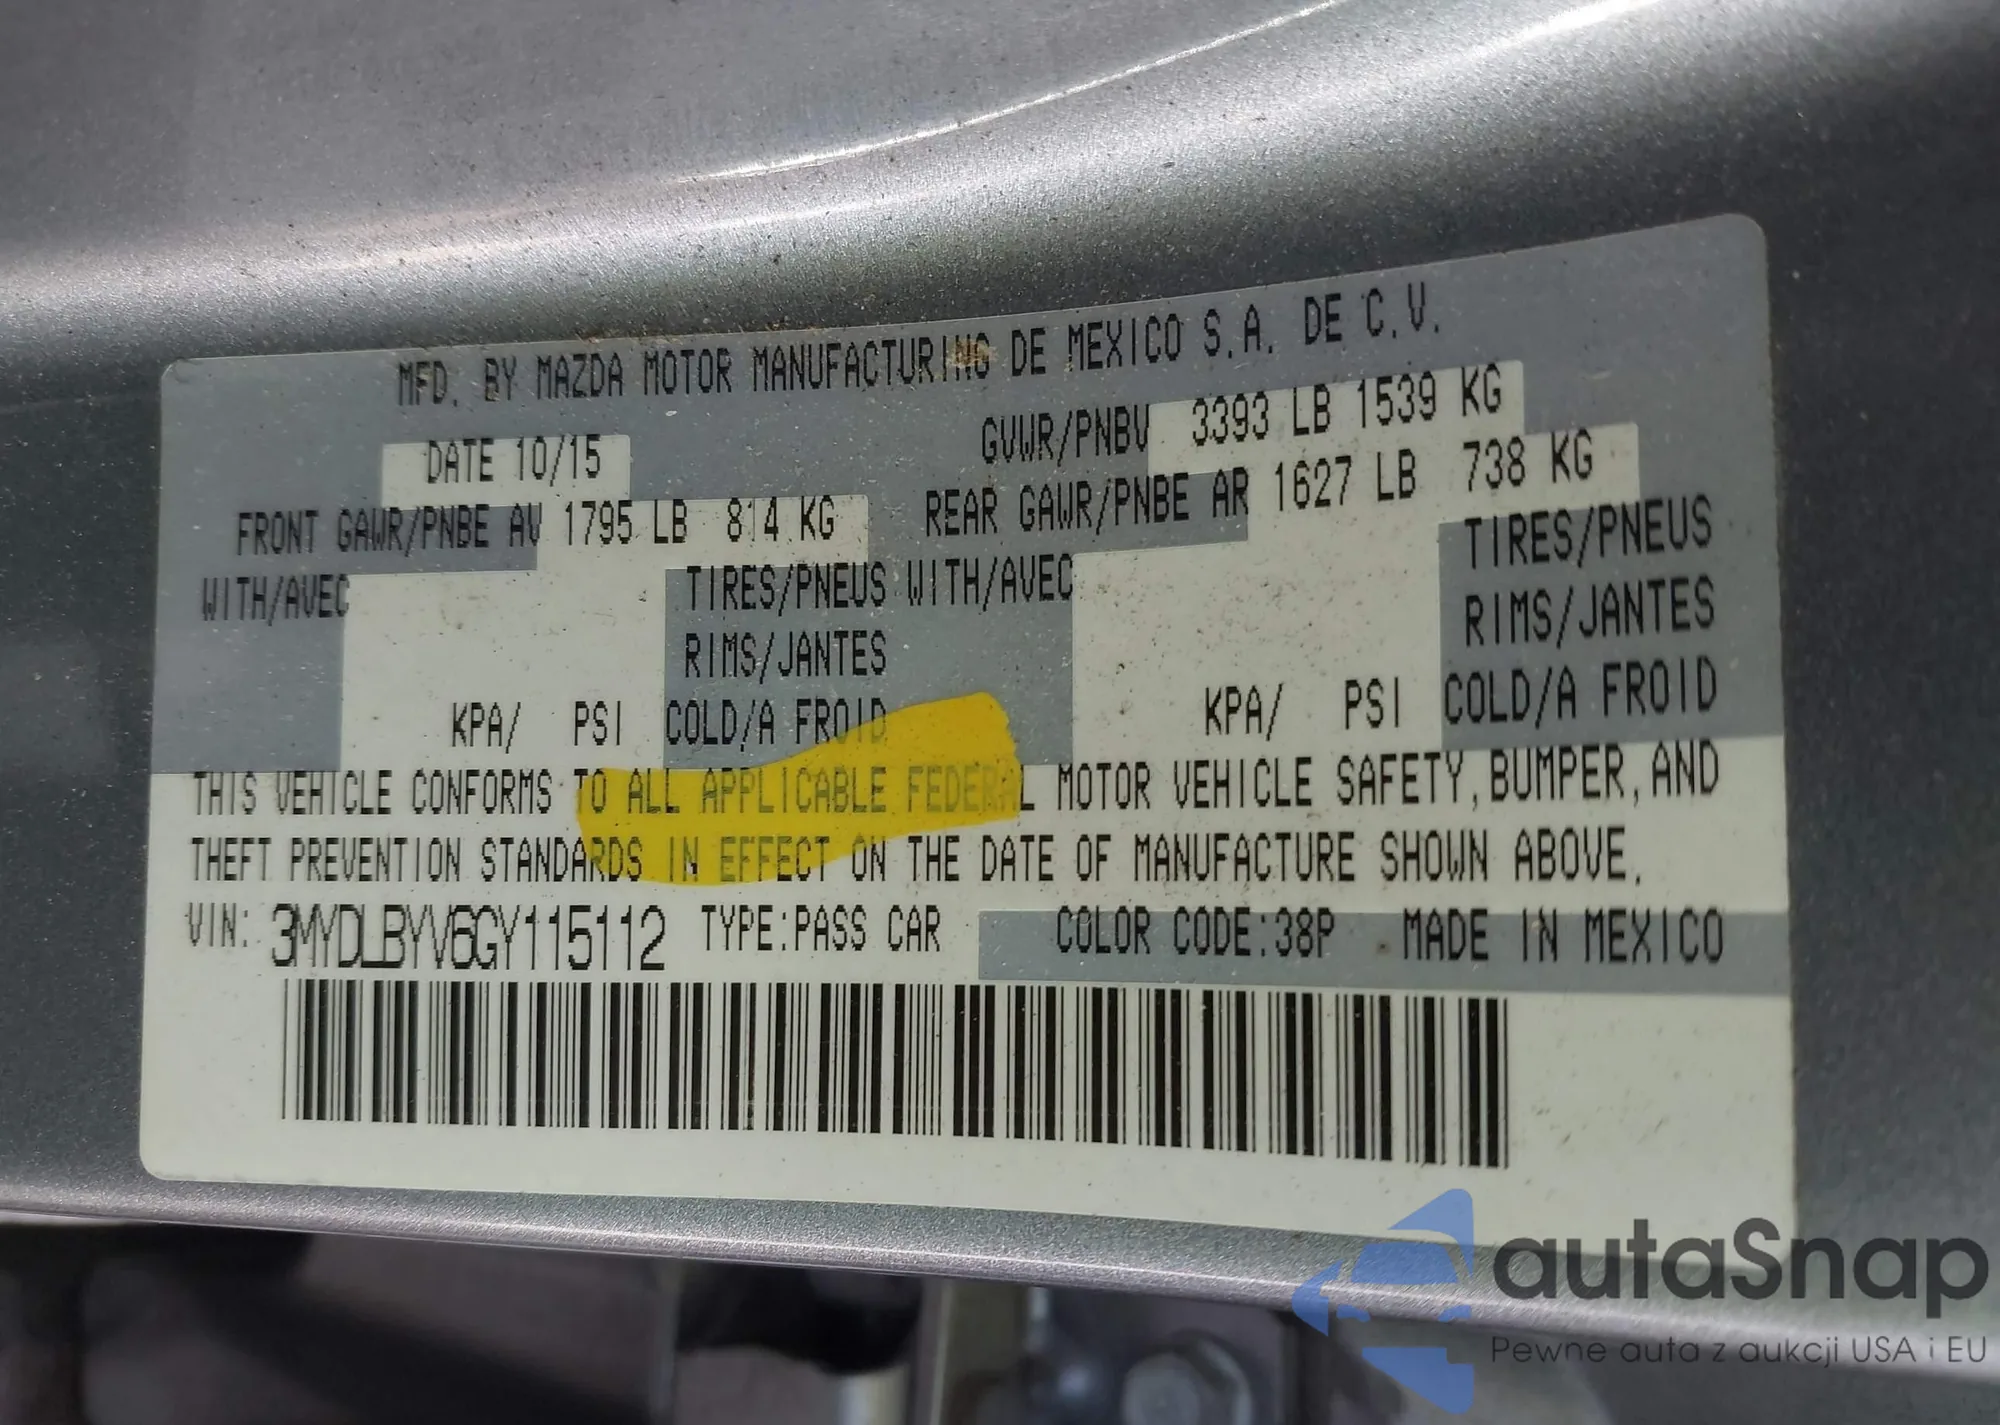 MFD. BY MAZDA MOTOR MANUFACTURING DE MEXICO S.A. DE C.V.
DATE 10/15 GVWR/PNBV 3393 LB 1539 KG
FRONT GAWR/PNBE AV 1795 LB 814 KG REAR GAWR/PNBE AR 1627 LB 738 KG
WITH/AVEC TIRES/PNEUS WITH/AVEC TIRES/PNEUS
RIMS/JANTES RIMS/JANTES
KPA/ PSI COLD/A FROID KPA/ PSI COLD/A FROID
THIS VEHICLE CONFORMS TO ALL APPLICABLE FEDERAL MOTOR VEHICLE SAFETY, BUMPER, AND
THEFT PREVENTION STANDARDS IN EFFECT ON THE DATE OF MANUFACTURE SHOWN ABOVE.
VIN: 3MYDLBYV6GY115112 TYPE:PASS CAR COLOR CODE:38P MADE IN MEXICO
autaSnap
Pewne auta z aukcji USA i EU